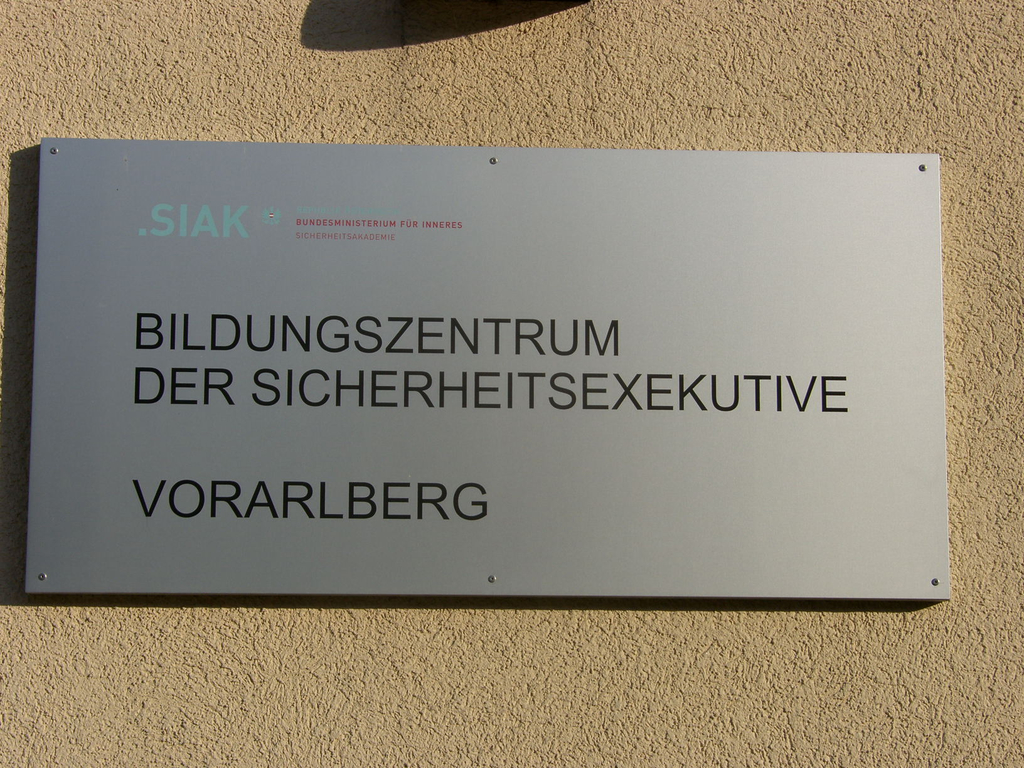 .SIAK
BUNDESMINISTERIUM FÜR INNERES
SICHERHEITSAKADEMIE
BILDUNGSZENTRUM
DER SICHERHEITSEXEKUTIVE
VORARLBERG